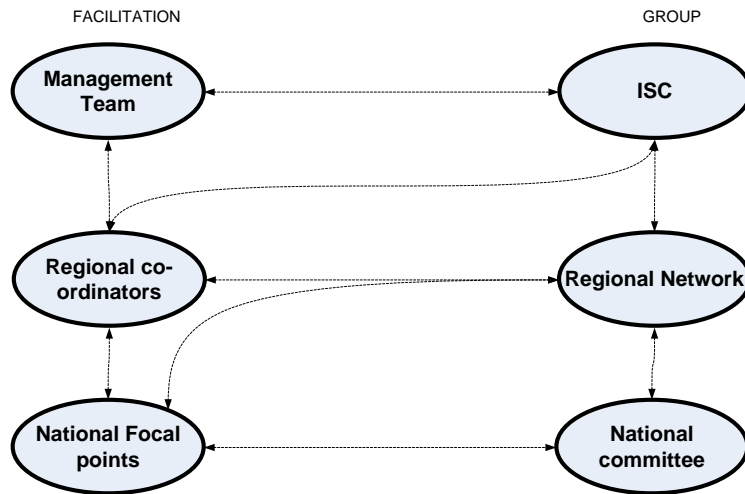 FACILITATION
GROUP
Management
Team
ISC
Regional co-
ordinators
Regional Network
National Focal
points
National
committee